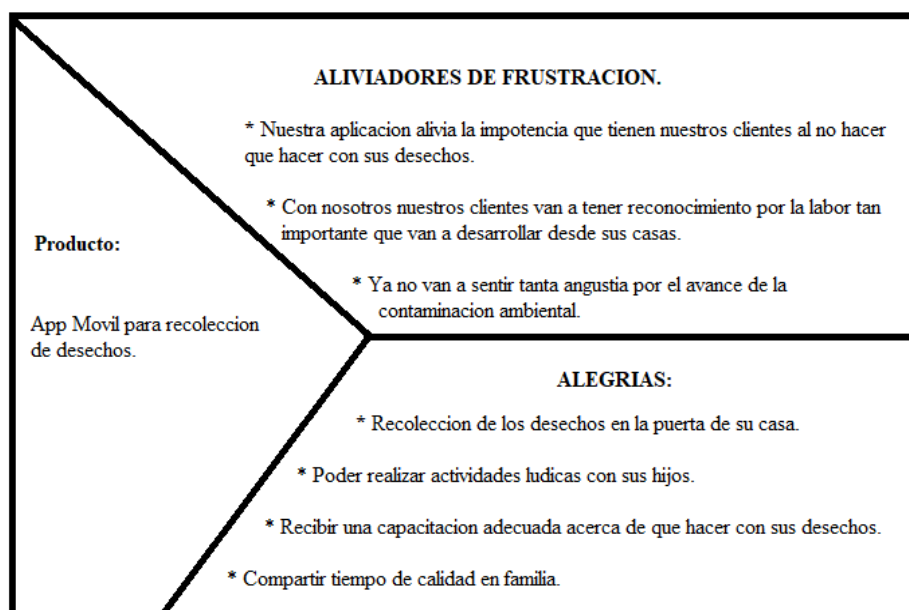 ALIVIADORES DE FRUSTRACION.
* Nuestra aplicacion alivia la impotencia que tienen nuestros clientes al no hacer
que hacer con sus desechos.
* Con nosotros nuestros clientes van a tener reconocimiento por la labor tan
importante que van a desarrollar desde sus casas.
* Ya no van a sentir tanta angustia por el avance de la
contaminacion ambiental.
Producto:
App Movil para recoleccion
de desechos.
ALEGRIAS:
* Recoleccion de los desechos en la puerta de su casa.
* Poder realizar actividades ludicas con sus hijos.
* Recibir una capacitacion adecuada acerca de que hacer con sus desechos.
* Compartir tiempo de calidad en familia.